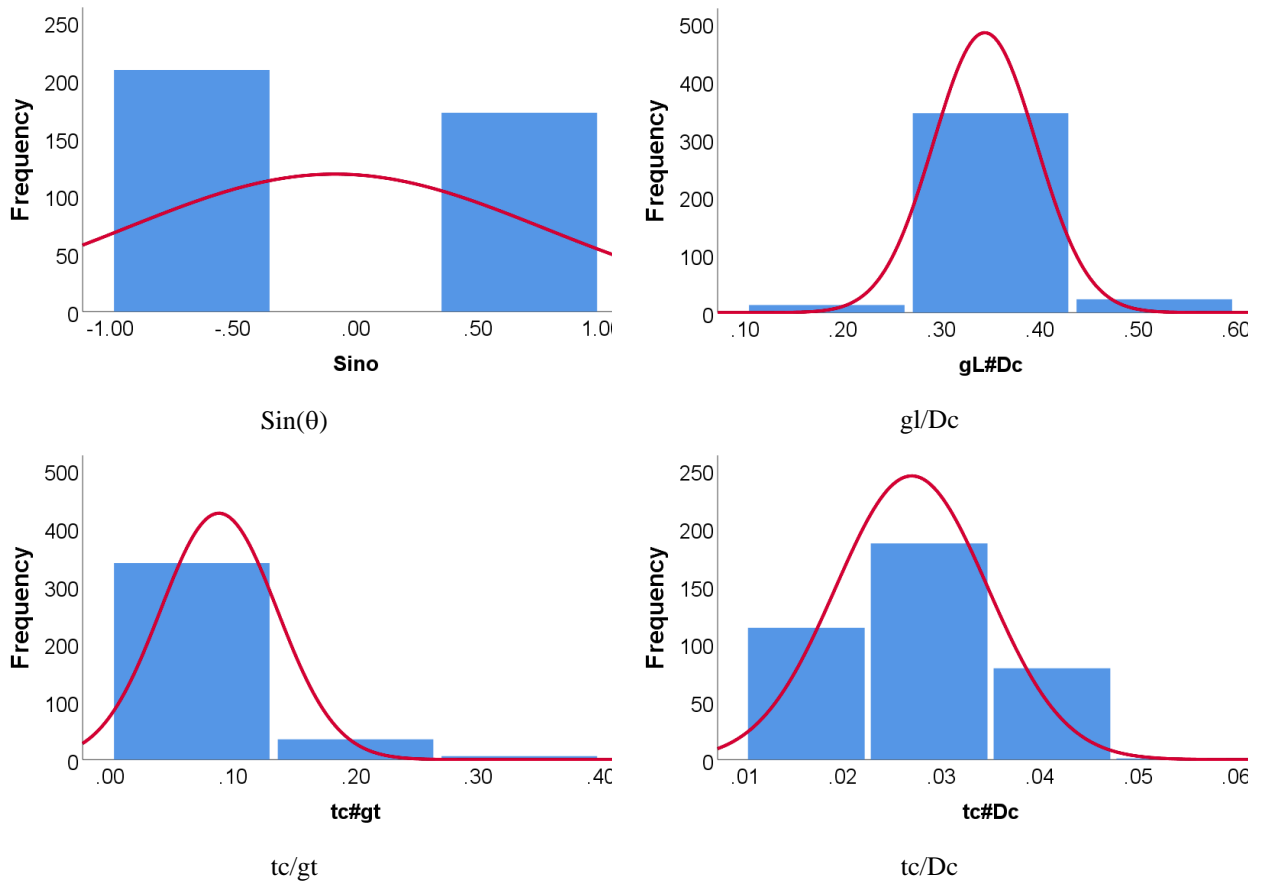 Frequency
250
200
150
100
50
0
-1.00 -.50 .00 .50 1.00
Sino
Sin(θ)
Frequency
500
400
300
200
100
0
.10 .20 .30 .40 .50 .60
gL#Dc
gl/Dc
Frequency
500
400
300
200
100
0
.00 .10 .20 .30 .40
tc#gt
tc/gt
Frequency
250
200
150
100
50
0
.01 .02 .03 .04 .05 .06
tc#Dc
tc/Dc